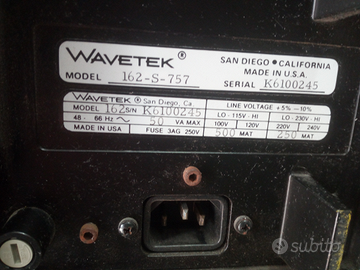 WAVETEK® SAN DIEGO • CALIFORNIA
MADE IN U.S.A.
MODEL 162-S-757 SERIAL K6100245
WAVETEK® San Diego, Ca. LINE VOLTAGE +5% -10%
MODEL 162 S/N K6100245 LO - 115V - HI LO - 230V - HI
48 - 66 Hz ~ 50 VA MAX 100V 120V 220V 240V
MADE IN U.S.A. FUSE 3AG 250V 500 MAT 250 MAT
subito